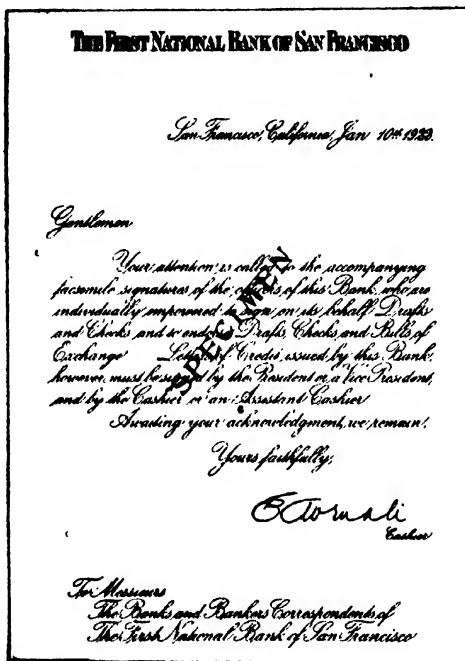 THE FIRST NATIONAL BANK OF SAN FRANCISCO
San Francisco, California, Jan 10th 1923.
Gentlemen
Your attention is called to the accompanying
facsimile signatures of the officers of this Bank, who are
individually empowered to sign on its behalf Drafts
and Checks and to endorse Drafts, Checks, and Bills of
Exchange Letters of Credit issued by this Bank,
however, must be signed by the President or a Vice President,
and by the Cashier or an Assistant Cashier
Awaiting your acknowledgment, we remain,
Yours faithfully,
Cashier
To Messieurs
The Banks and Bankers Correspondents of
The First National Bank of San Francisco
SPECIMEN